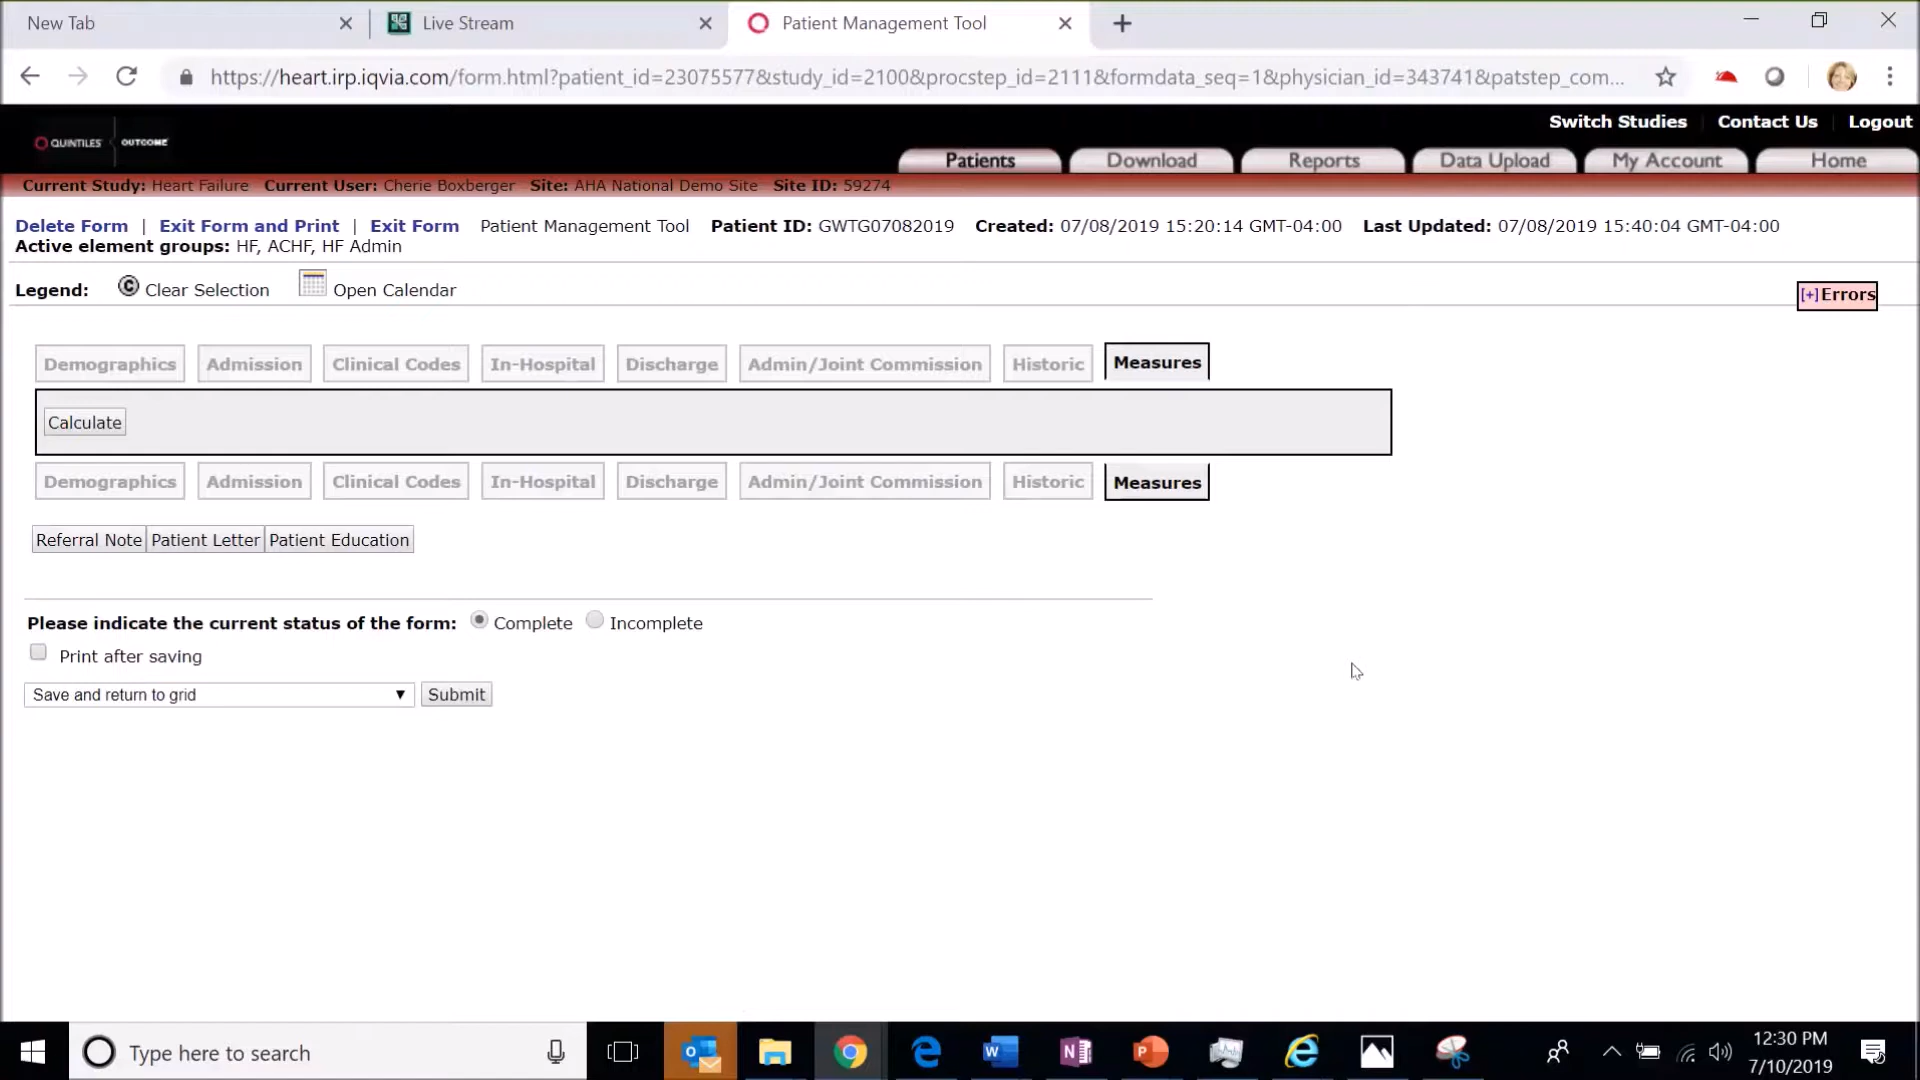 New Tab
Live Stream
Patient Management Tool
https://heart.irp.iqvia.com/form.html?patient_id=23075577&study_id=2100&procstep_id=2111&formdata_seq=1&physician_id=343741&patstep_com...
Switch Studies Contact Us Logout
QUINTILES OUTCOME
Patients Download Reports Data Upload My Account Home
Current Study: Heart Failure Current User: Cherie Boxberger Site: AHA National Demo Site Site ID: 59274
Delete Form | Exit Form and Print | Exit Form Patient Management Tool Patient ID: GWTG07082019 Created: 07/08/2019 15:20:14 GMT-04:00 Last Updated: 07/08/2019 15:40:04 GMT-04:00
Active element groups: HF, ACHF, HF Admin
Legend: C Clear Selection Open Calendar
[+]Errors
Demographics Admission Clinical Codes In-Hospital Discharge Admin/Joint Commission Historic Measures
Calculate
Demographics Admission Clinical Codes In-Hospital Discharge Admin/Joint Commission Historic Measures
Referral Note Patient Letter Patient Education
Please indicate the current status of the form: Complete Incomplete
Print after saving
Save and return to grid Submit
Type here to search
12:30 PM
7/10/2019